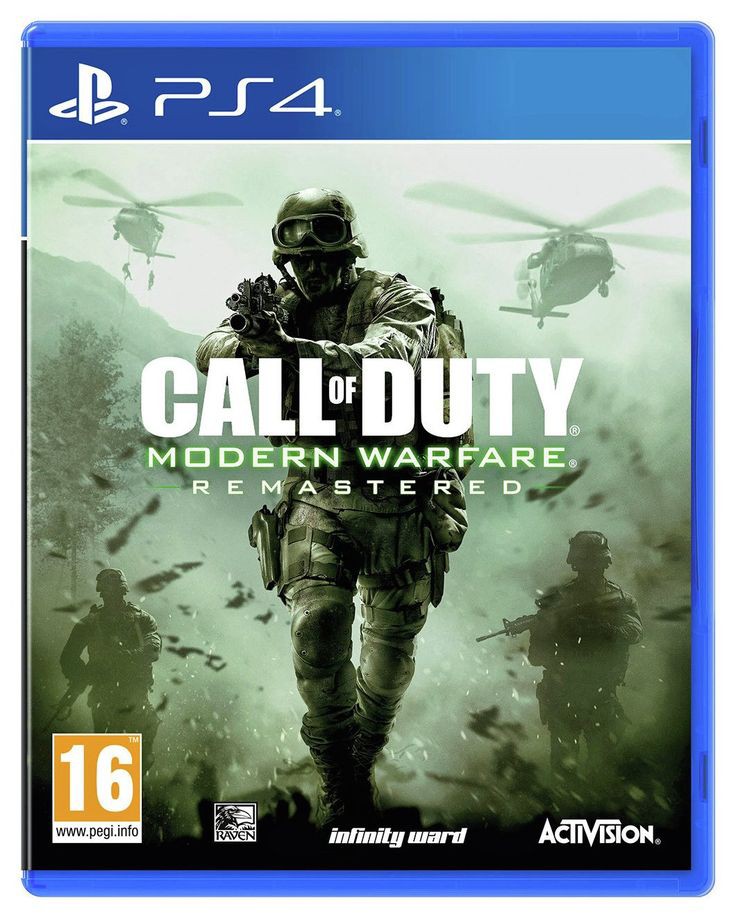 PS4
CALL OF DUTY
MODERN WARFARE®
REMASTERED
16
www.pegi.info
RAVEN
infinity ward
ACTIVISION®